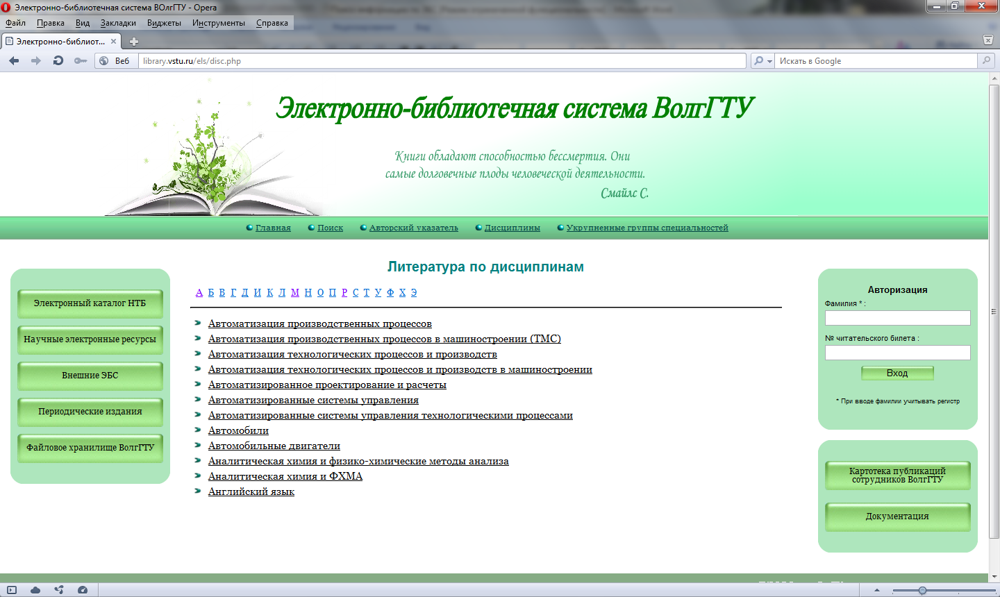 Электронно-библиотечная система ВОлгГТУ - Opera
Файл Правка Вид Закладки Виджеты Инструменты Справка
Электронно-библиот...
Веб library.vstu.ru/els/disc.php Искать в Google
Электронно-библиотечная система ВолгГТУ
Книги обладают способностью бессмертия. Они
самые долговечные плоды человеческой деятельности.
Смайлс С.
Главная Поиск Авторский указатель Дисциплины Укрупненные группы специальностей
Электронный каталог НТБ
Научные электронные ресурсы
Внешние ЭБС
Периодические издания
Файловое хранилище ВолгГТУ
Литература по дисциплинам
А Б В Г Д И К Л М Н О П Р С Т У Ф Х Э
Автоматизация производственных процессов
Автоматизация производственных процессов в машиностроении (ТМС)
Автоматизация технологических процессов и производств
Автоматизация технологических процессов и производств в машиностроении
Автоматизированное проектирование и расчеты
Автоматизированные системы управления
Автоматизированные системы управления технологическими процессами
Автомобили
Автомобильные двигатели
Аналитическая химия и физико-химические методы анализа
Аналитическая химия и ФХМА
Английский язык
Авторизация
Фамилия * :
№ читательского билета :
Вход
* При вводе фамилии учитывать регистр
Картотека публикаций
сотрудников ВолгГТУ
Документация